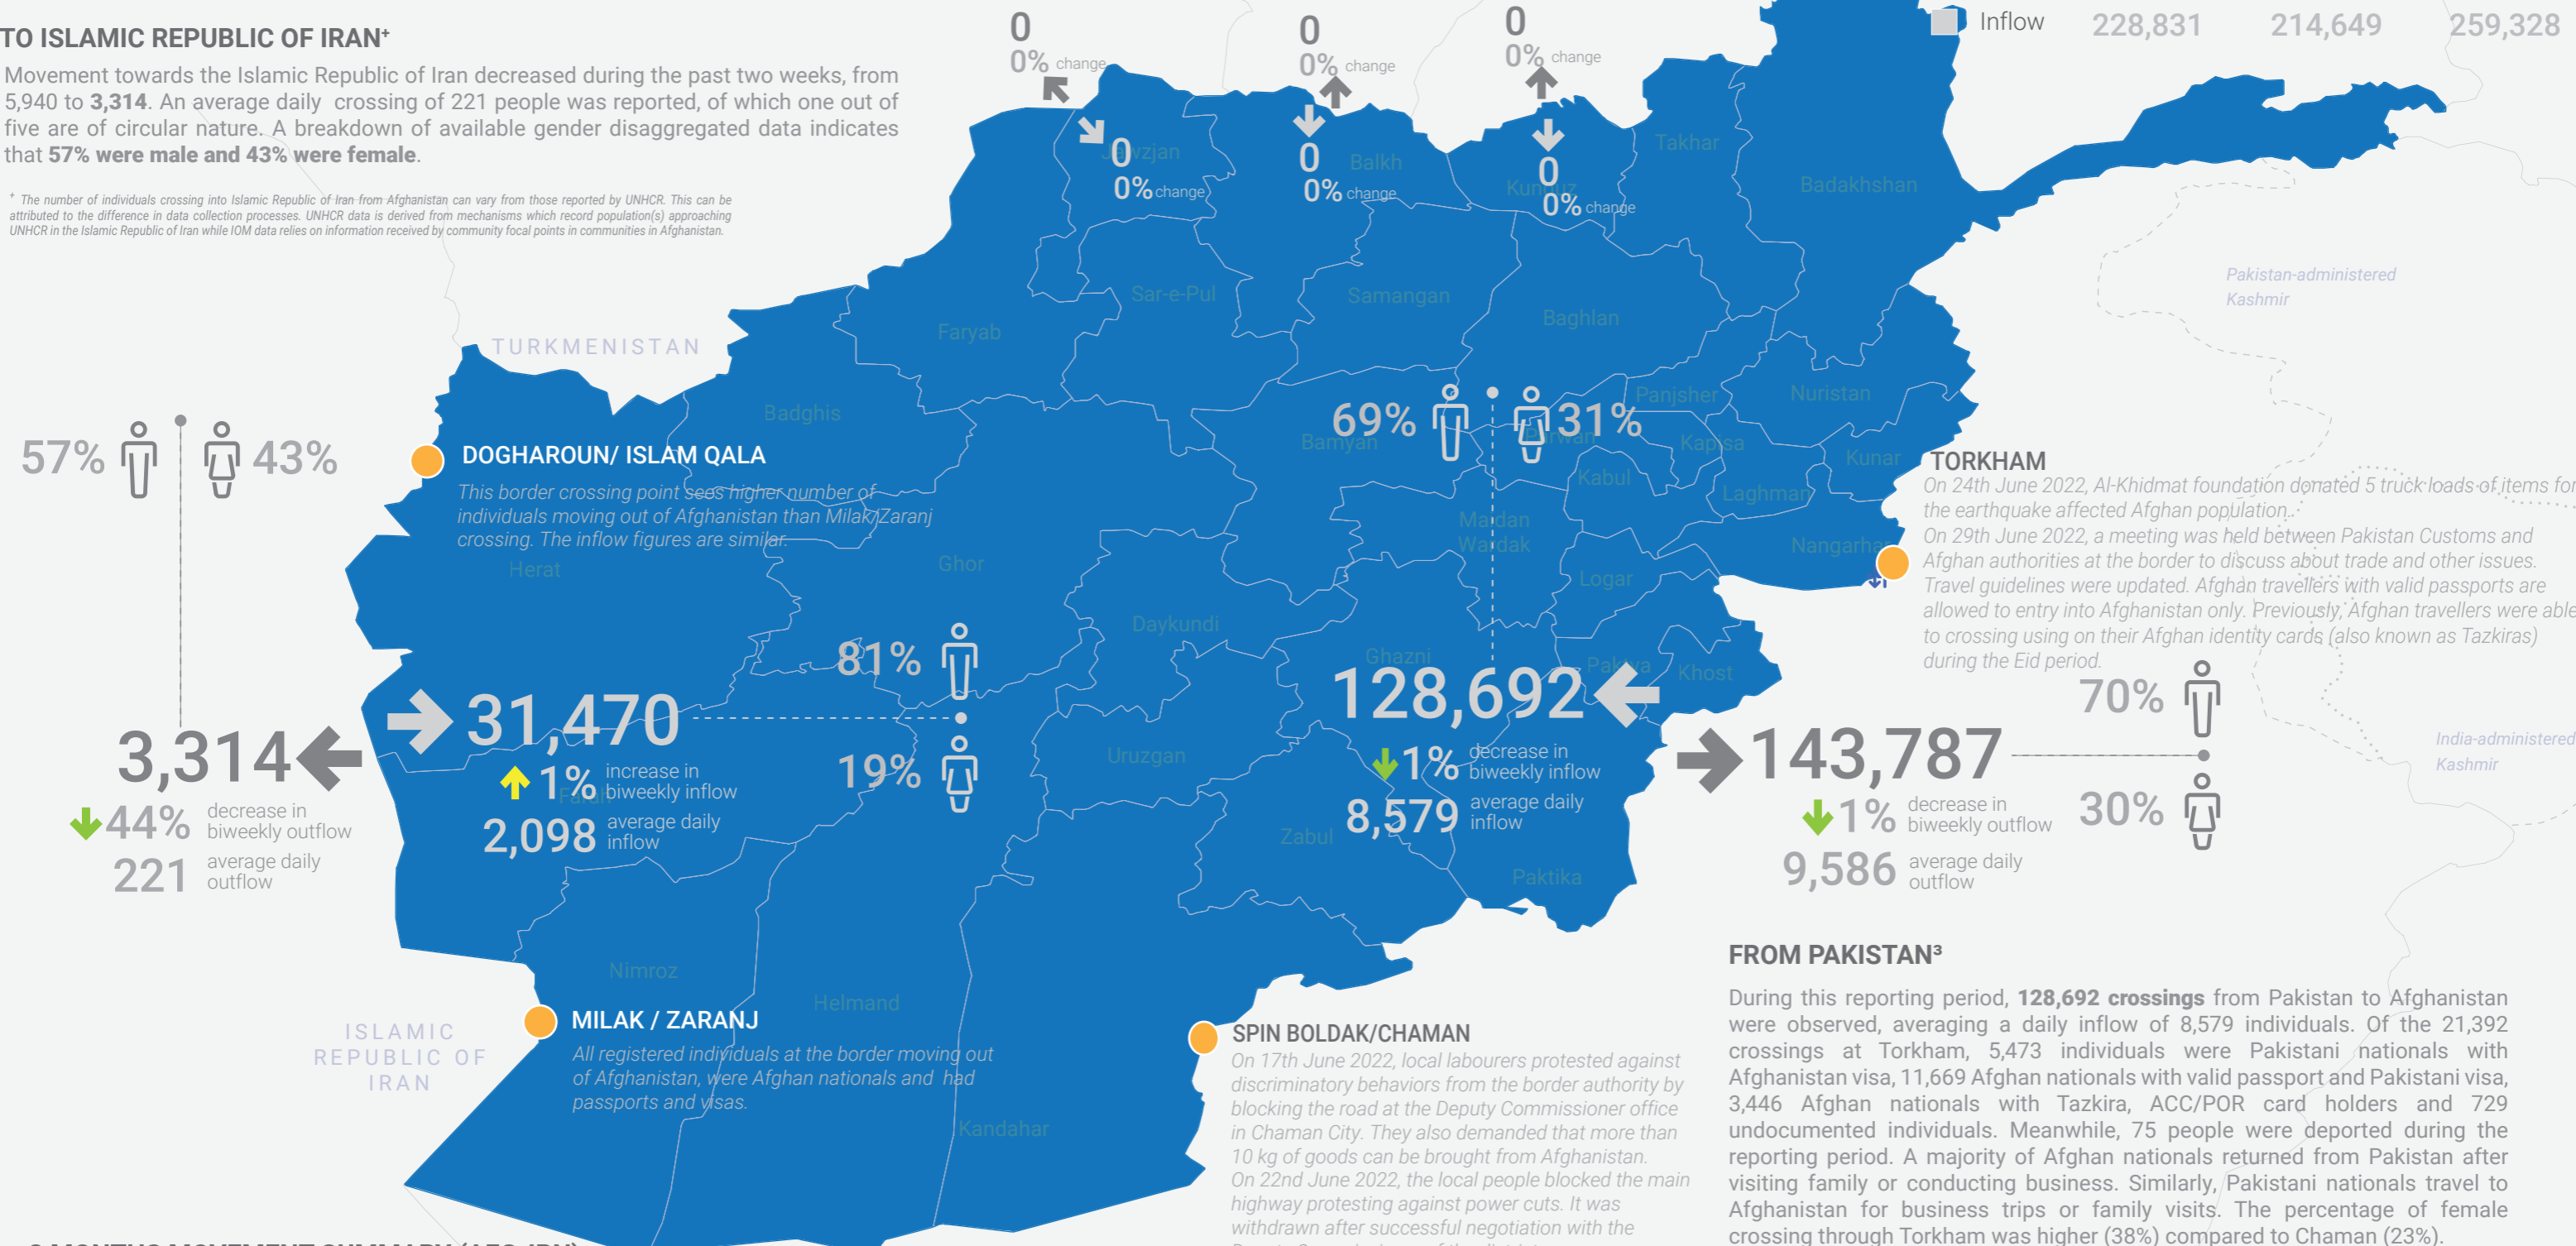 TO ISLAMIC REPUBLIC OF IRAN+
Movement towards the Islamic Republic of Iran decreased during the past two weeks, from
5,940 to 3,314. An average daily crossing of 221 people was reported, of which one out of
five are of circular nature. A breakdown of available gender disaggregated data indicates
that 57% were male and 43% were female.
+ The number of individuals crossing into Islamic Republic of Iran from Afghanistan can vary from those reported by UNHCR. This can be
attributed to the difference in data collection processes. UNHCR data is derived from mechanisms which record population(s) approaching
UNHCR in the Islamic Republic of Iran while IOM data relies on information received by community focal points in communities in Afghanistan.
0
0% change
0
0% change
0
0% change
0
0% change
0
0% change
0
0% change
Inflow 228,831 214,649 259,328
Jawzjan
Balkh
Kunduz
Takhar
Badakhshan
Sar-e-Pul
Samangan
Baghlan
Faryab
TURKMENISTAN
Pakistan-administered
Kashmir
Badghis
Panjsher
Nuristan
Bamyan
Parwan
Kapisa
Kunar
Kabul
Laghman
Maidan
Wardak
Nangarhar
Logar
Herat
Ghor
Daykundi
Ghazni
Paktya
Khost
Uruzgan
Farah
Zabul
Paktika
Nimroz
Helmand
Kandahar
57% 43%
69% 31%
DOGHAROUN/ ISLAM QALA
This border crossing point sees higher number of
individuals moving out of Afghanistan than Milak/Zaranj
crossing. The inflow figures are similar.
TORKHAM
On 24th June 2022, Al-Khidmat foundation donated 5 truck loads of items for
the earthquake affected Afghan population.
On 29th June 2022, a meeting was held between Pakistan Customs and
Afghan authorities at the border to discuss about trade and other issues.
Travel guidelines were updated. Afghan travellers with valid passports are
allowed to entry into Afghanistan only. Previously, Afghan travellers were able
to crossing using on their Afghan identity cards (also known as Tazkiras)
during the Eid period.
3,314
44% decrease in
biweekly outflow
221 average daily
outflow
31,470
1% increase in
biweekly inflow
2,098 average daily
inflow
81%
19%
128,692
1% decrease in
biweekly inflow
8,579 average daily
inflow
143,787
1% decrease in
biweekly outflow
9,586 average daily
outflow
70%
30%
India-administered
Kashmir
ISLAMIC
REPUBLIC OF
IRAN
MILAK / ZARANJ
All registered individuals at the border moving out
of Afghanistan, were Afghan nationals and had
passports and visas.
SPIN BOLDAK/CHAMAN
On 17th June 2022, local labourers protested against
discriminatory behaviors from the border authority by
blocking the road at the Deputy Commissioner office
in Chaman City. They also demanded that more than
10 kg of goods can be brought from Afghanistan.
On 22nd June 2022, the local people blocked the main
highway protesting against power cuts. It was
withdrawn after successful negotiation with the
FROM PAKISTAN³
During this reporting period, 128,692 crossings from Pakistan to Afghanistan
were observed, averaging a daily inflow of 8,579 individuals. Of the 21,392
crossings at Torkham, 5,473 individuals were Pakistani nationals with
Afghanistan visa, 11,669 Afghan nationals with valid passport and Pakistani visa,
3,446 Afghan nationals with Tazkira, ACC/POR card holders and 729
undocumented individuals. Meanwhile, 75 people were deported during the
reporting period. A majority of Afghan nationals returned from Pakistan after
visiting family or conducting business. Similarly, Pakistani nationals travel to
Afghanistan for business trips or family visits. The percentage of female
crossing through Torkham was higher (38%) compared to Chaman (23%).